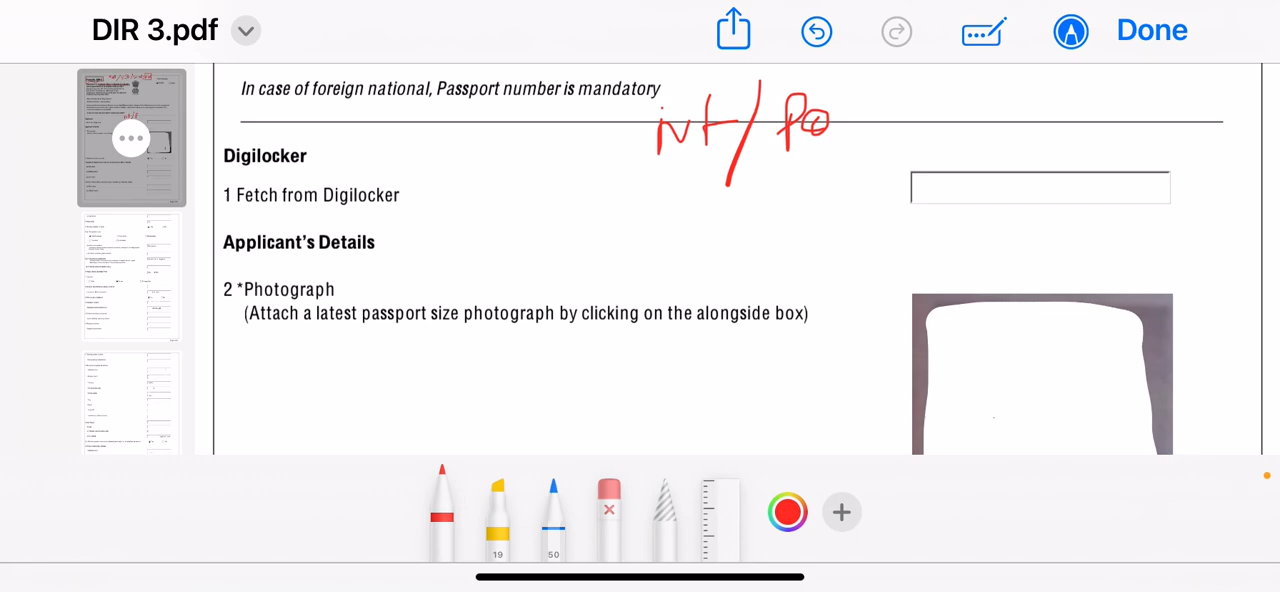 DIR 3.pdf
Done
In case of foreign national, Passport number is mandatory
int/
Digilocker
1 Fetch from Digilocker
Applicant's Details
2 *Photograph
(Attach a latest passport size photograph by clicking on the alongside box)
19
50